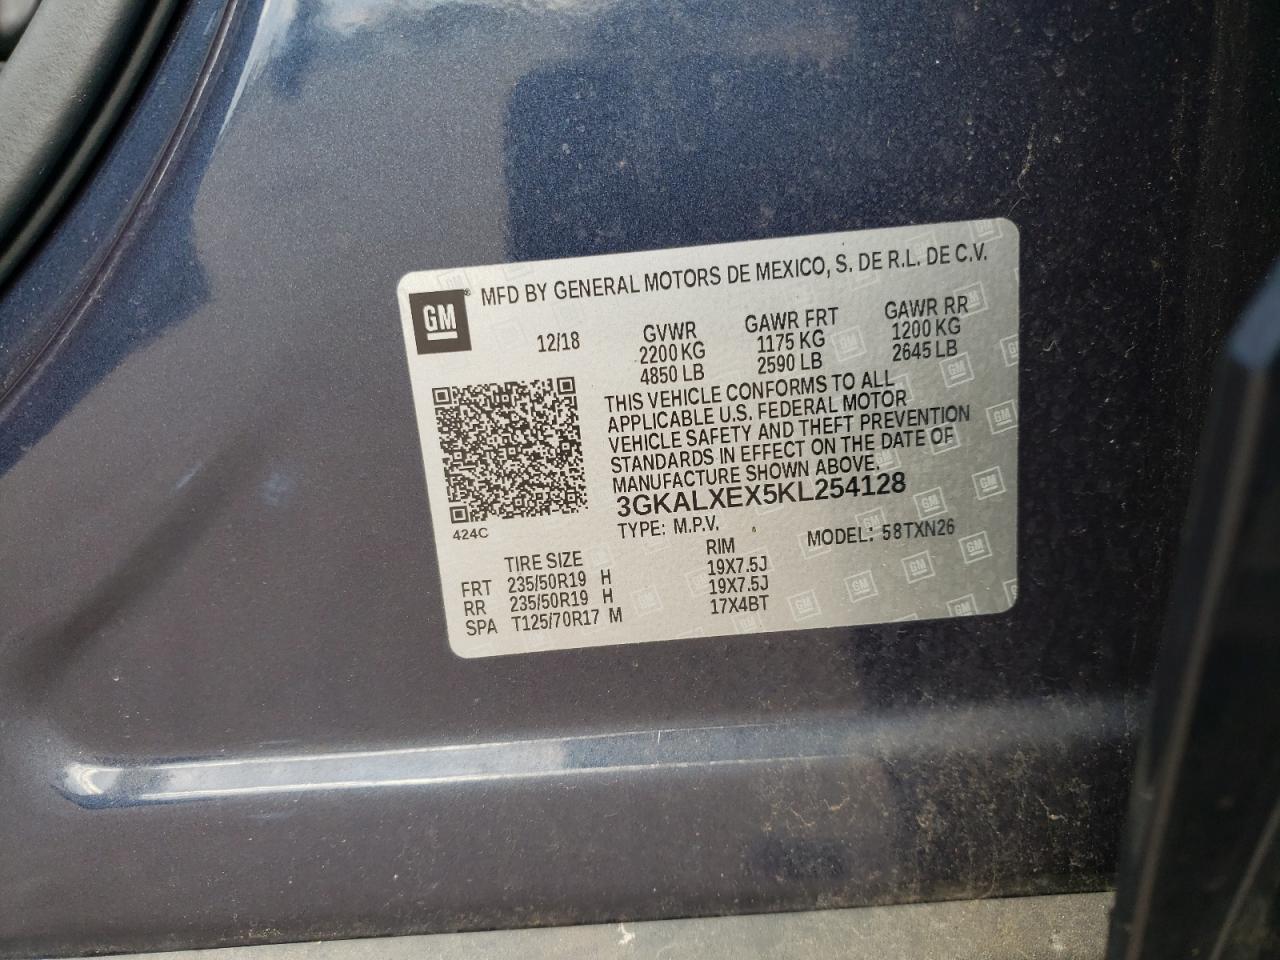 MFD BY GENERAL MOTORS DE MEXICO, S. DE R.L. DE C.V.
GM®
12/18 GVWR GAWR FRT GAWR RR
2200 KG 1175 KG 1200 KG
4850 LB 2590 LB 2645 LB
THIS VEHICLE CONFORMS TO ALL
APPLICABLE U.S. FEDERAL MOTOR
VEHICLE SAFETY AND THEFT PREVENTION
STANDARDS IN EFFECT ON THE DATE OF
MANUFACTURE SHOWN ABOVE.
3GKALXEX5KL254128
424C
TYPE: M.P.V. MODEL: 58TXN26
TIRE SIZE RIM
FRT 235/50R19 H 19X7.5J
RR 235/50R19 H 19X7.5J
SPA T125/70R17 M 17X4BT